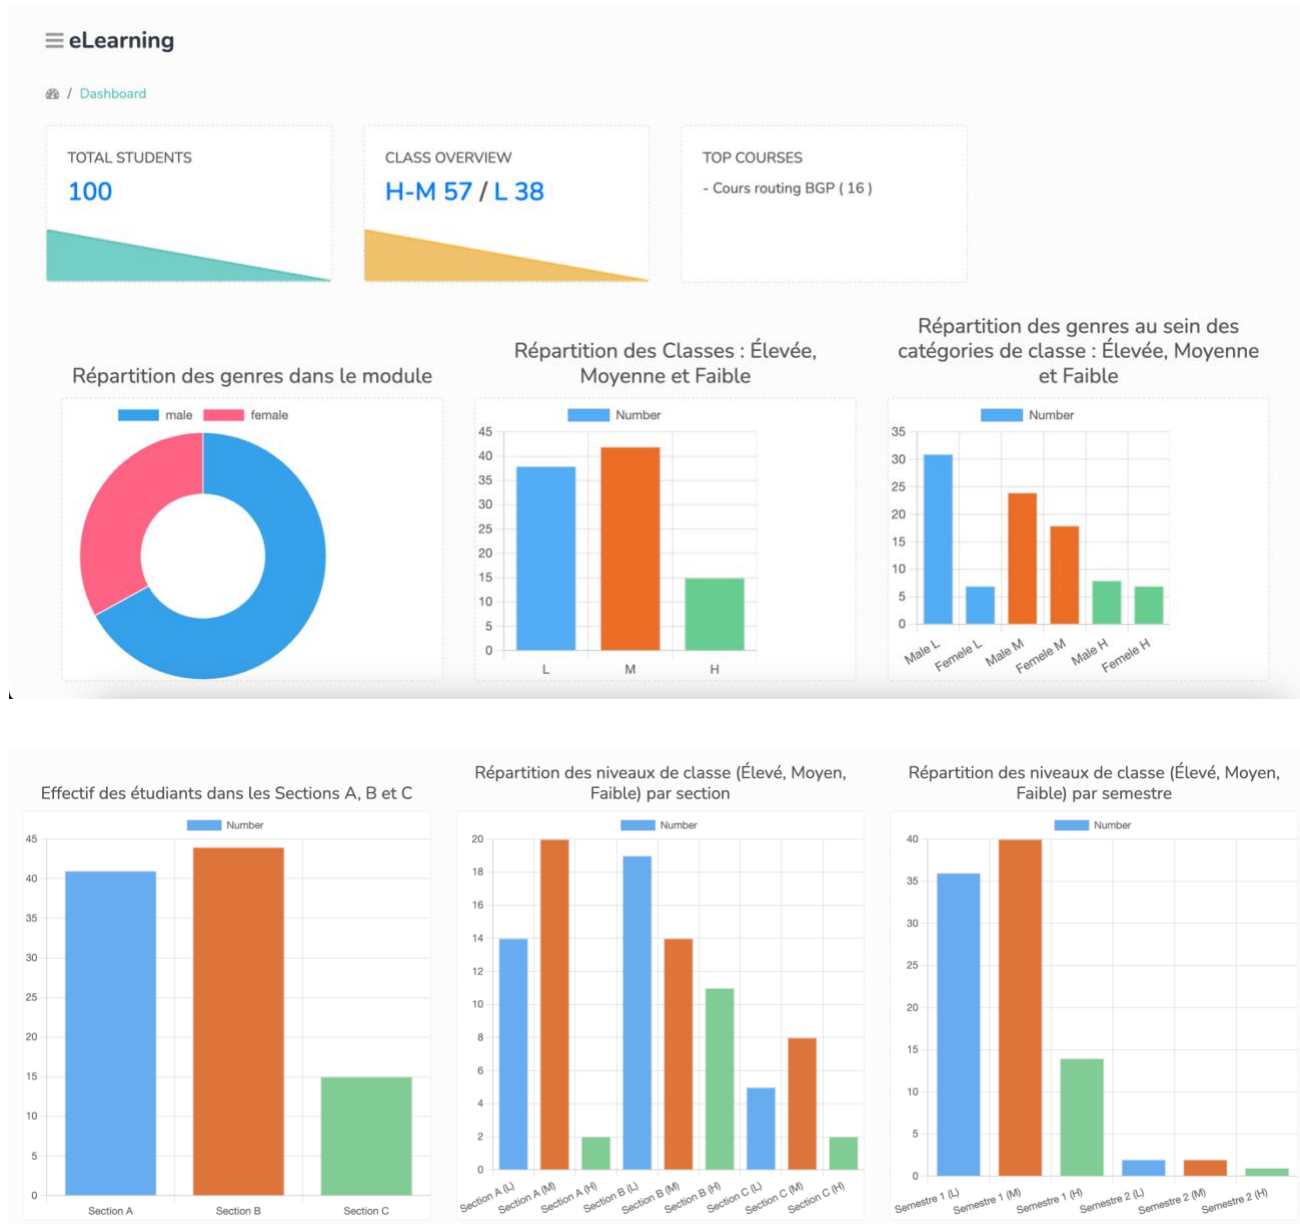 eLearning
/ Dashboard
TOTAL STUDENTS
100
CLASS OVERVIEW
H-M 57 / L 38
TOP COURSES
- Cours routing BGP ( 16 )
Répartition des genres dans le module
male female
Répartition des Classes : Élevée,
Moyenne et Faible
Number
45
40
35
30
25
20
15
10
5
0
L M H
Répartition des genres au sein des
catégories de classe : Élevée, Moyenne
et Faible
Number
35
30
25
20
15
10
5
0
Male L Femele L Male M Femele M Male H Femele H
Effectif des étudiants dans les Sections A, B et C
Number
45
40
35
30
25
20
15
10
5
0
Section A Section B Section C
Répartition des niveaux de classe (Élevé, Moyen,
Faible) par section
Number
20
18
16
14
12
10
8
6
4
2
0
Section A (L) Section A (M) Section A (H) Section B (L) Section B (M) Section B (H) Section C (L) Section C (M) Section C (H)
Répartition des niveaux de classe (Élevé, Moyen,
Faible) par semestre
Number
40
35
30
25
20
15
10
5
0
Semestre 1 (L) Semestre 1 (M) Semestre 1 (H) Semestre 2 (L) Semestre 2 (M) Semestre 2 (H)